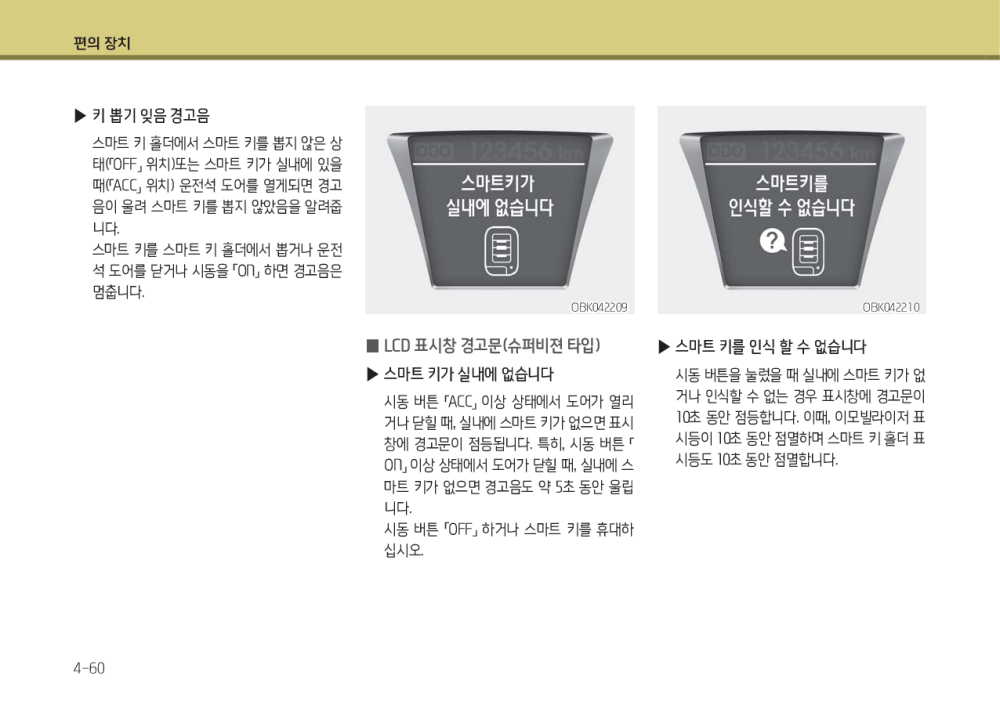 편의 장치
▶ 키 뽑기 잊음 경고음
스마트 키 홀더에서 스마트 키를 뽑지 않은 상
태(「OFF」 위치)또는 스마트 키가 실내에 있을
때(「ACC」 위치) 운전석 도어를 열게되면 경고
음이 울려 스마트 키를 뽑지 않았음을 알려줍
니다.
스마트 키를 스마트 키 홀더에서 뽑거나 운전
석 도어를 닫거나 시동을 「ON」 하면 경고음은
멈춥니다.
ODO 123456 km
스마트키가
실내에 없습니다
OBK042209
■ LCD 표시창 경고문(슈퍼비젼 타입)
▶ 스마트 키가 실내에 없습니다
시동 버튼 「ACC」 이상 상태에서 도어가 열리
거나 닫힐 때, 실내에 스마트 키가 없으면 표시
창에 경고문이 점등됩니다. 특히, 시동 버튼 「
ON」 이상 상태에서 도어가 닫힐 때, 실내에 스
마트 키가 없으면 경고음도 약 5초 동안 울립
니다.
시동 버튼 「OFF」 하거나 스마트 키를 휴대하
십시오.
ODO 123456 km
스마트키를
인식할 수 없습니다
?
OBK042210
▶ 스마트 키를 인식 할 수 없습니다
시동 버튼을 눌렀을 때 실내에 스마트 키가 없
거나 인식할 수 없는 경우 표시창에 경고문이
10초 동안 점등합니다. 이때, 이모빌라이저 표
시등이 10초 동안 점멸하며 스마트 키 홀더 표
시등도 10초 동안 점멸합니다.
4-60